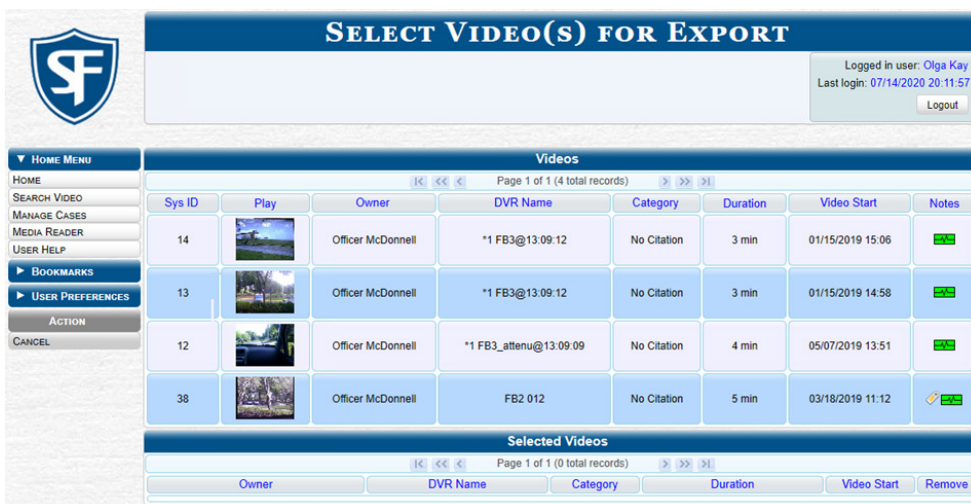 SELECT VIDEO(S) FOR EXPORT
SF
Logged in user: Olga Kay
Last login: 07/14/2020 20:11:57
Logout
▼ HOME MENU
HOME
SEARCH VIDEO
MANAGE CASES
MEDIA READER
USER HELP
▶ BOOKMARKS
▶ USER PREFERENCES
ACTION
CANCEL
Videos
|< << < Page 1 of 1 (4 total records) > >> >|
Sys ID Play Owner DVR Name Category Duration Video Start Notes
14 Officer McDonnell *1 FB3@13:09:12 No Citation 3 min 01/15/2019 15:06
13 Officer McDonnell *1 FB3@13:09:12 No Citation 3 min 01/15/2019 14:58
12 Officer McDonnell *1 FB3_attenu@13:09:09 No Citation 4 min 05/07/2019 13:51
38 Officer McDonnell FB2 012 No Citation 5 min 03/18/2019 11:12
Selected Videos
|< << < Page 1 of 1 (0 total records) > >> >|
Owner DVR Name Category Duration Video Start Remove